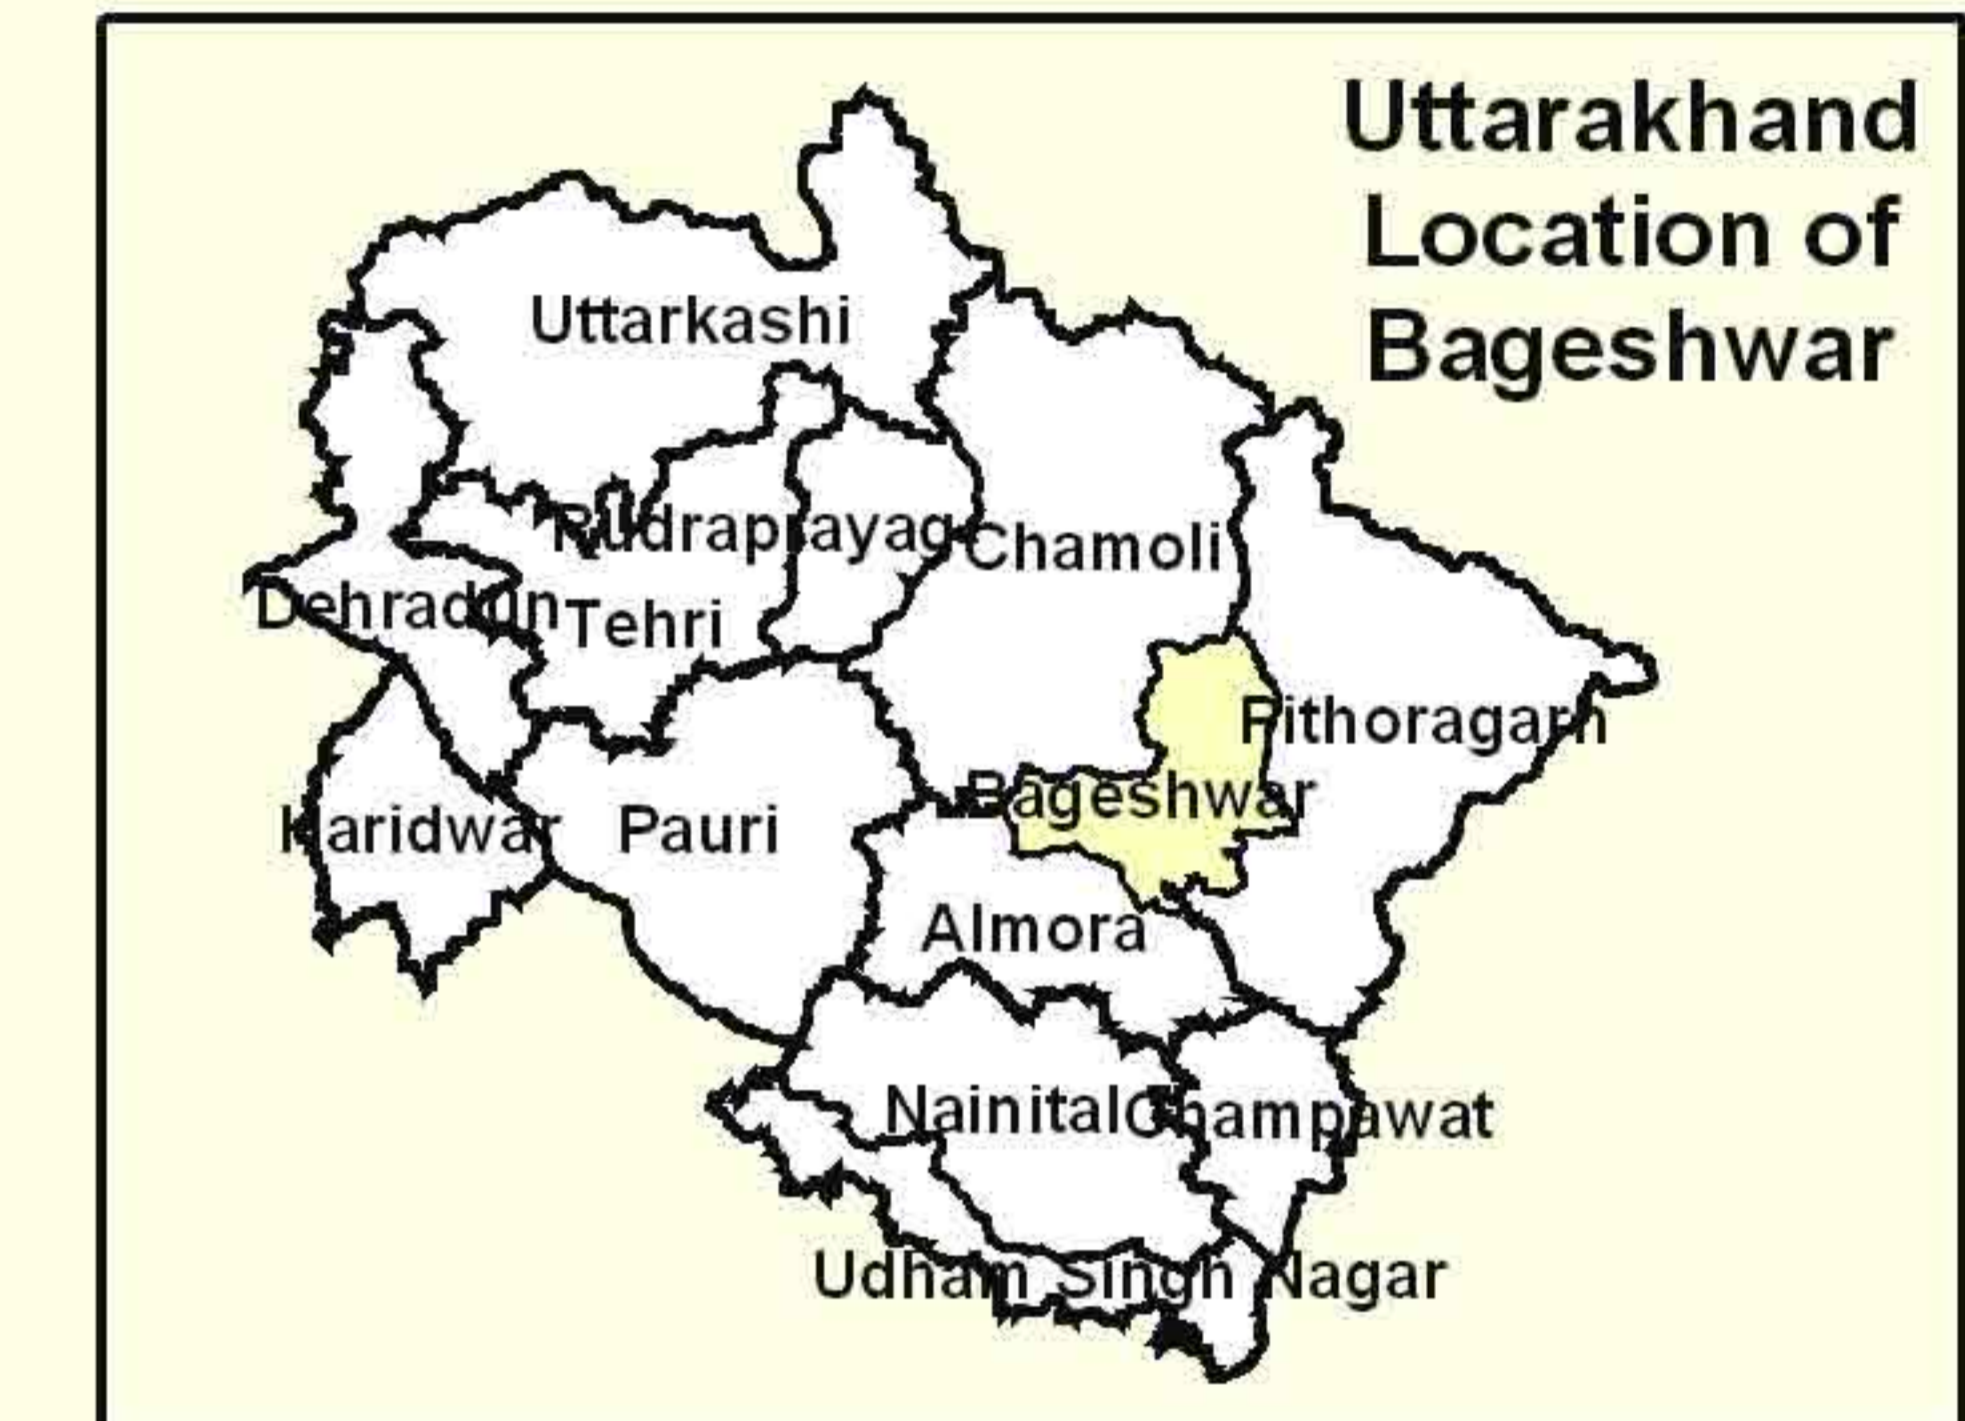 Uttarakhand
Location of
Bageshwar
Uttarkashi
Rudraprayag
Chamoli
Dehradun
Tehri
Pithoragarh
Bageshwar
Haridwar
Pauri
Almora
Nainital
Champawat
Udham Singh Nagar